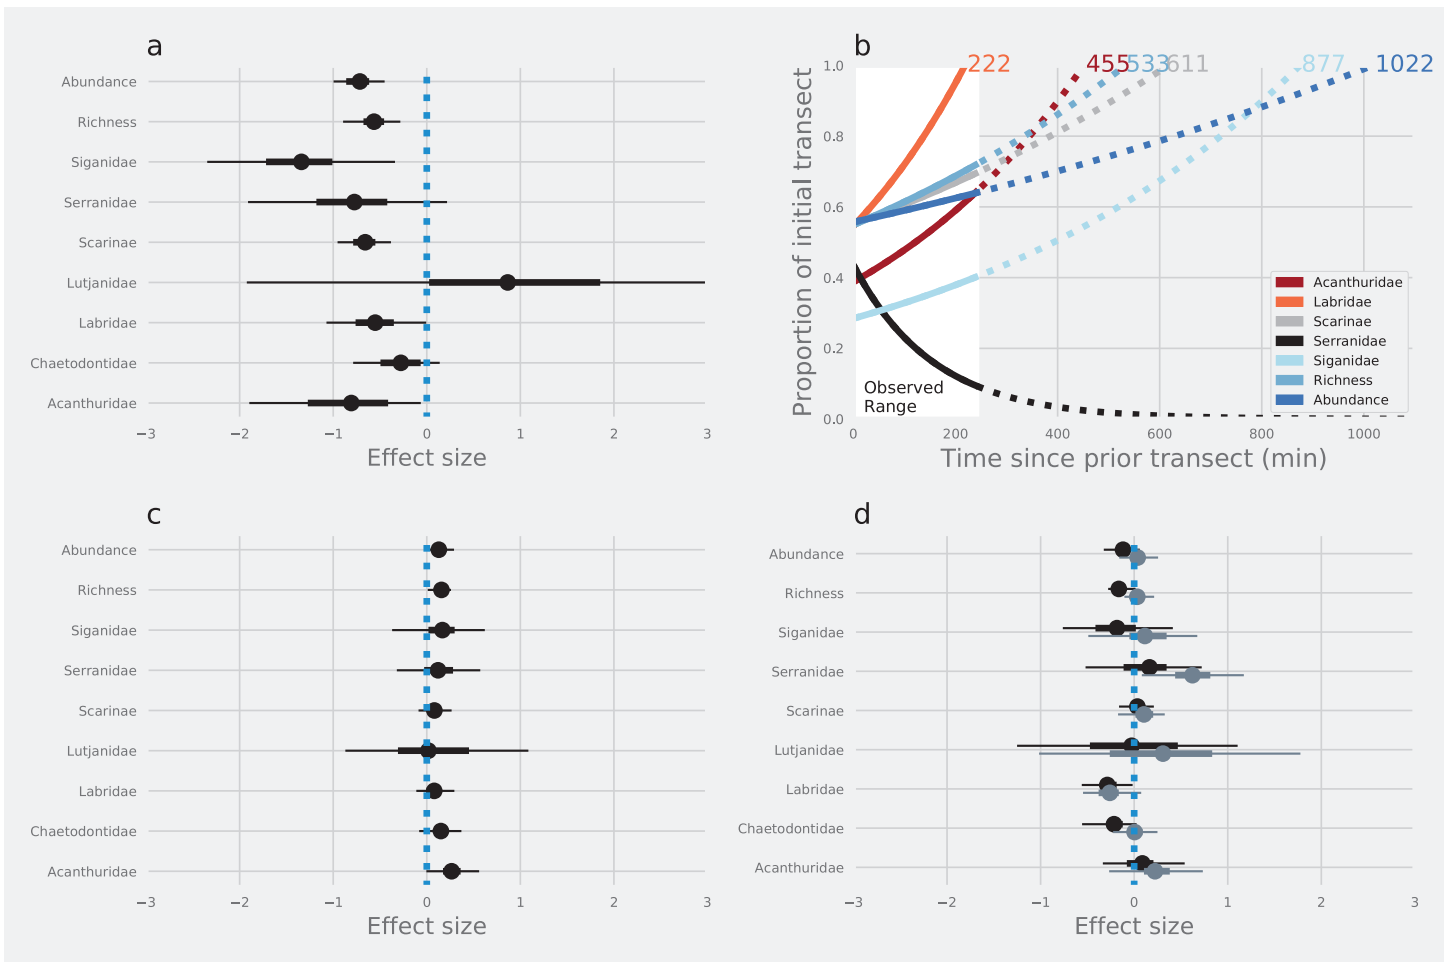 a
Abundance
Richness
Siganidae
Serranidae
Scarinae
Lutjanidae
Labridae
Chaetodontidae
Acanthuridae
−3 −2 −1 0 1 2 3
Effect size
b
222 455 533 611 877 1022
Proportion of initial transect
1.0
0.8
0.6
0.4
0.2
0.0
Observed
Range
Acanthuridae
Labridae
Scarinae
Serranidae
Siganidae
Richness
Abundance
0 200 400 600 800 1000
Time since prior transect (min)
c
Abundance
Richness
Siganidae
Serranidae
Scarinae
Lutjanidae
Labridae
Chaetodontidae
Acanthuridae
−3 −2 −1 0 1 2 3
Effect size
d
Abundance
Richness
Siganidae
Serranidae
Scarinae
Lutjanidae
Labridae
Chaetodontidae
Acanthuridae
−3 −2 −1 0 1 2 3
Effect size